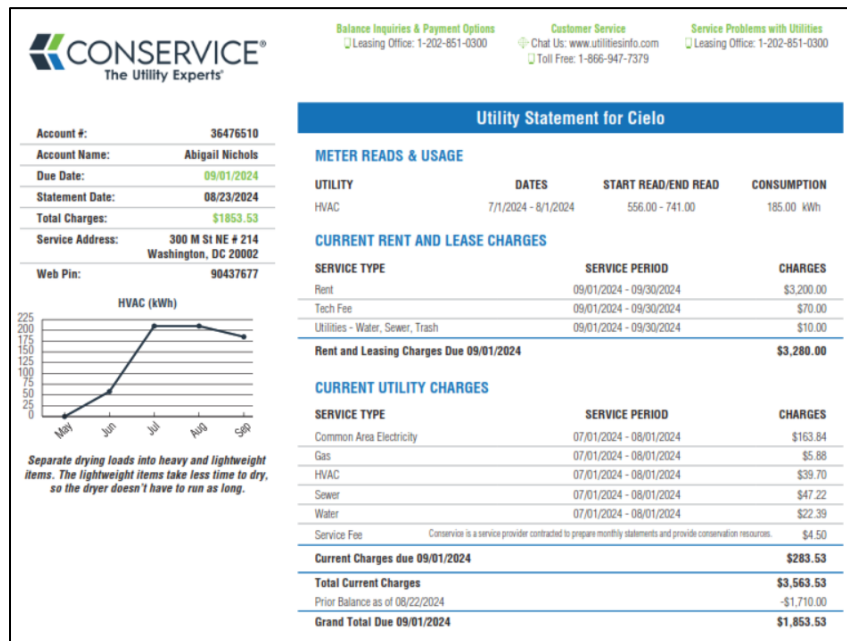 CONSERVICE®
The Utility Experts®
Balance Inquiries & Payment Options
Leasing Office: 1-202-851-0300
Customer Service
Chat Us: www.utilitiesinfo.com
Toll Free: 1-866-947-7379
Service Problems with Utilities
Leasing Office: 1-202-851-0300
Account #: 36476510
Account Name: Abigail Nichols
Due Date: 09/01/2024
Statement Date: 08/23/2024
Total Charges: $1853.53
Service Address: 300 M St NE # 214
Washington, DC 20002
Web Pin: 90437677
HVAC (kWh)
225
200
175
150
125
100
75
50
25
0
May Jun Jul Aug Sep
Separate drying loads into heavy and lightweight
items. The lightweight items take less time to dry,
so the dryer doesn't have to run as long.
Utility Statement for Cielo
METER READS & USAGE
UTILITY DATES START READ/END READ CONSUMPTION
HVAC 7/1/2024 - 8/1/2024 556.00 - 741.00 185.00 kWh
CURRENT RENT AND LEASE CHARGES
SERVICE TYPE SERVICE PERIOD CHARGES
Rent 09/01/2024 - 09/30/2024 $3,200.00
Tech Fee 09/01/2024 - 09/30/2024 $70.00
Utilities - Water, Sewer, Trash 09/01/2024 - 09/30/2024 $10.00
Rent and Leasing Charges Due 09/01/2024 $3,280.00
CURRENT UTILITY CHARGES
SERVICE TYPE SERVICE PERIOD CHARGES
Common Area Electricity 07/01/2024 - 08/01/2024 $163.84
Gas 07/01/2024 - 08/01/2024 $5.88
HVAC 07/01/2024 - 08/01/2024 $39.70
Sewer 07/01/2024 - 08/01/2024 $47.22
Water 07/01/2024 - 08/01/2024 $22.39
Service Fee Conservice is a service provider contracted to prepare monthly statements and provide conservation resources. $4.50
Current Charges due 09/01/2024 $283.53
Total Current Charges $3,563.53
Prior Balance as of 08/22/2024 -$1,710.00
Grand Total Due 09/01/2024 $1,853.53